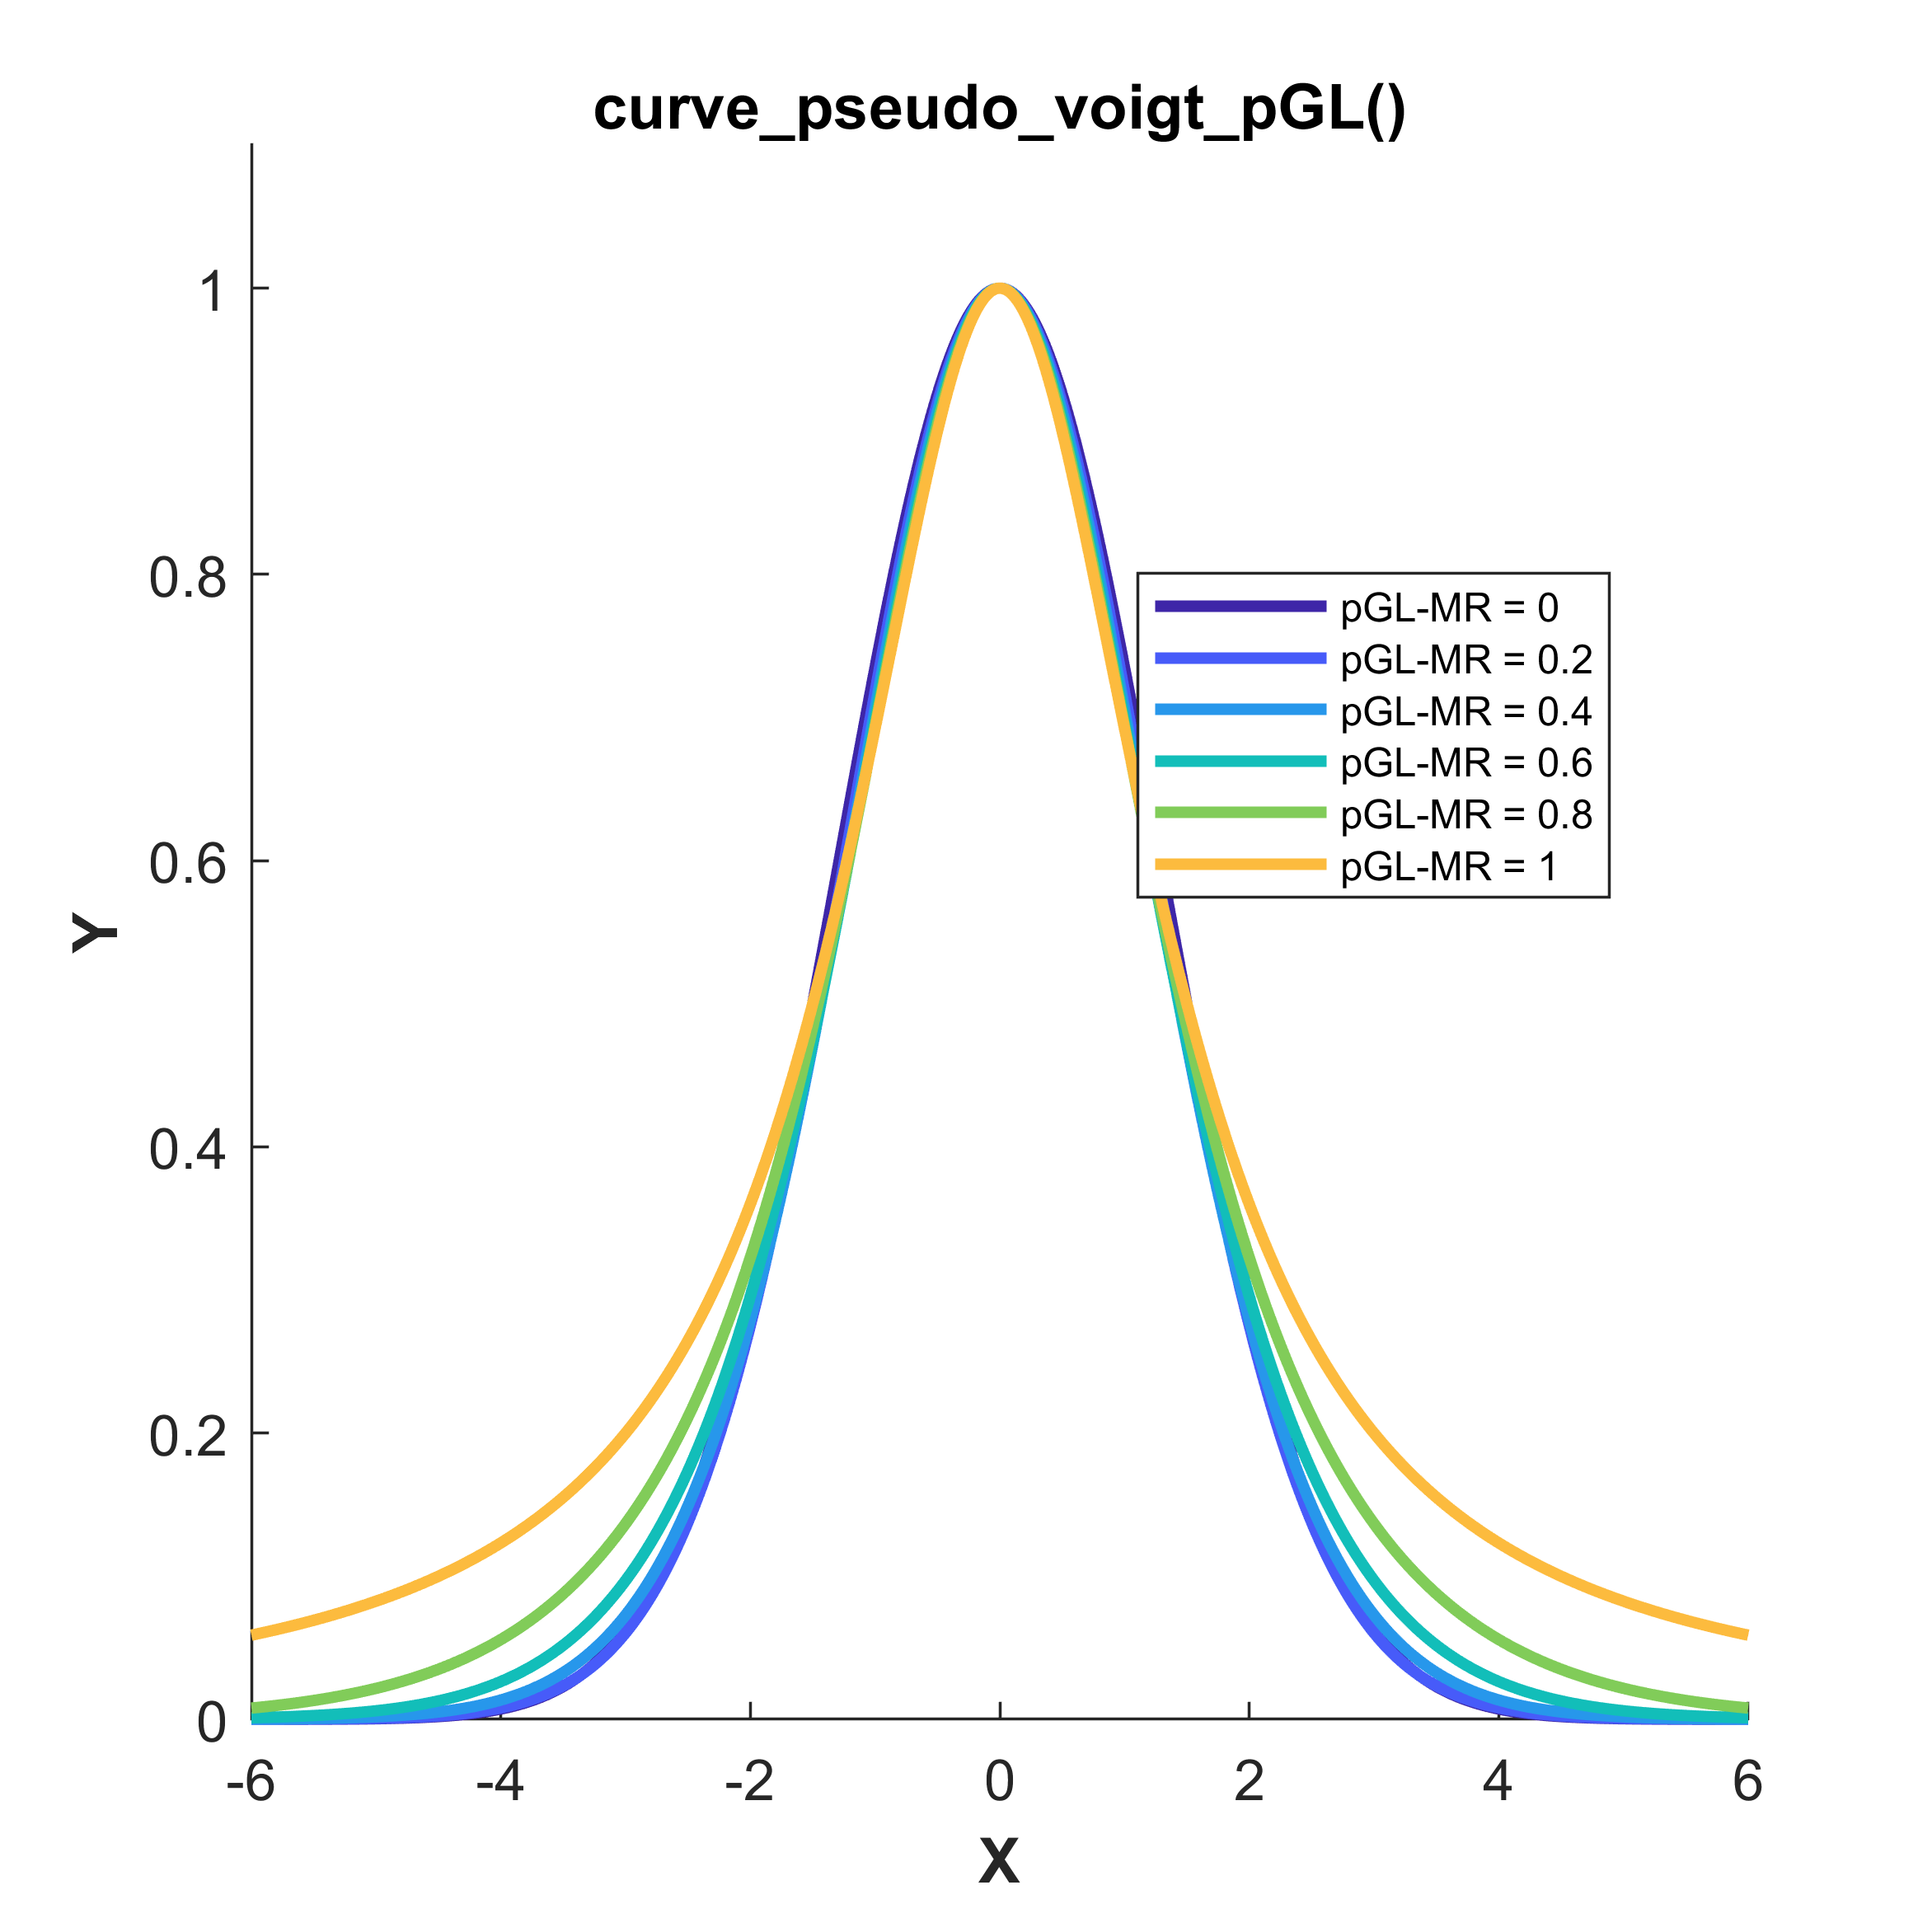 curve_pseudo_voigt_pGL()
1
0.8
0.6
0.4
0.2
0
Y
pGL-MR = 0
pGL-MR = 0.2
pGL-MR = 0.4
pGL-MR = 0.6
pGL-MR = 0.8
pGL-MR = 1
-6 -4 -2 0 2 4 6
X